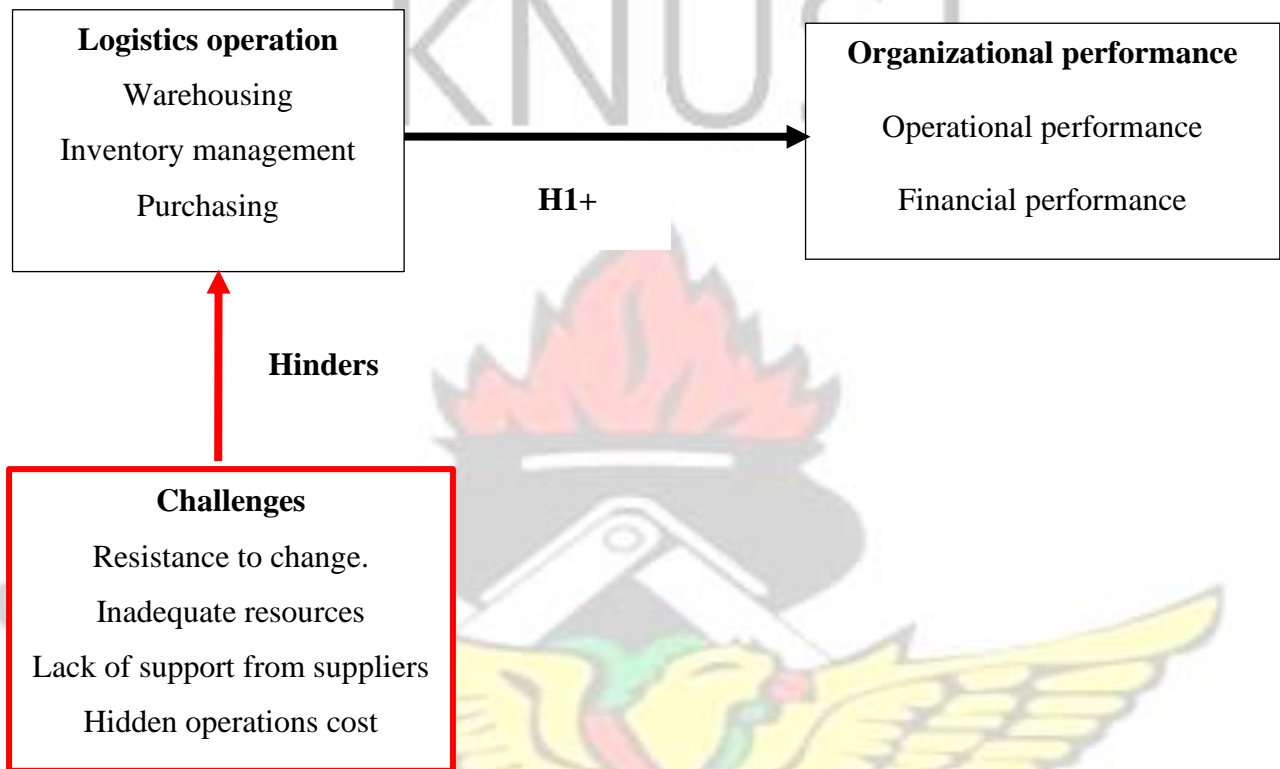 KNUST
Logistics operation
Warehousing
Inventory management
Purchasing
Organizational performance
Operational performance
Financial performance
H1+
Hinders
Challenges
Resistance to change.
Inadequate resources
Lack of support from suppliers
Hidden operations cost